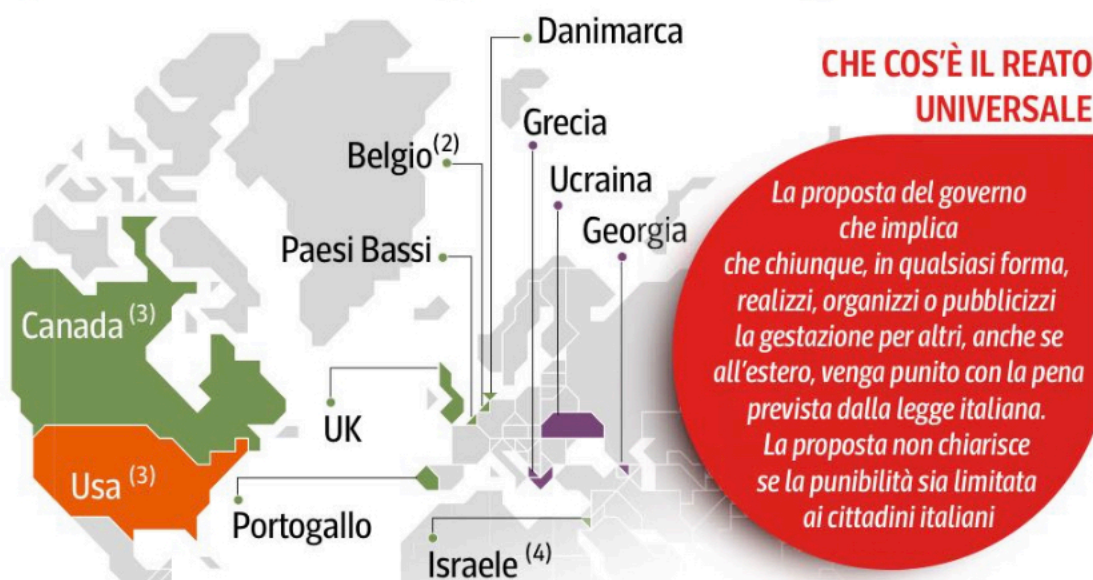 Danimarca
Grecia
Belgio (2)
Ucraina
Georgia
Paesi Bassi
Canada (3)
UK
Usa (3)
Portogallo
Israele (4)
CHE COS'È IL REATO
UNIVERSALE
La proposta del governo
che implica
che chiunque, in qualsiasi forma,
realizzi, organizzi o pubblicizzi
la gestazione per altri, anche se
all'estero, venga punito con la pena
prevista dalla legge italiana.
La proposta non chiarisce
se la punibilità sia limitata
ai cittadini italiani